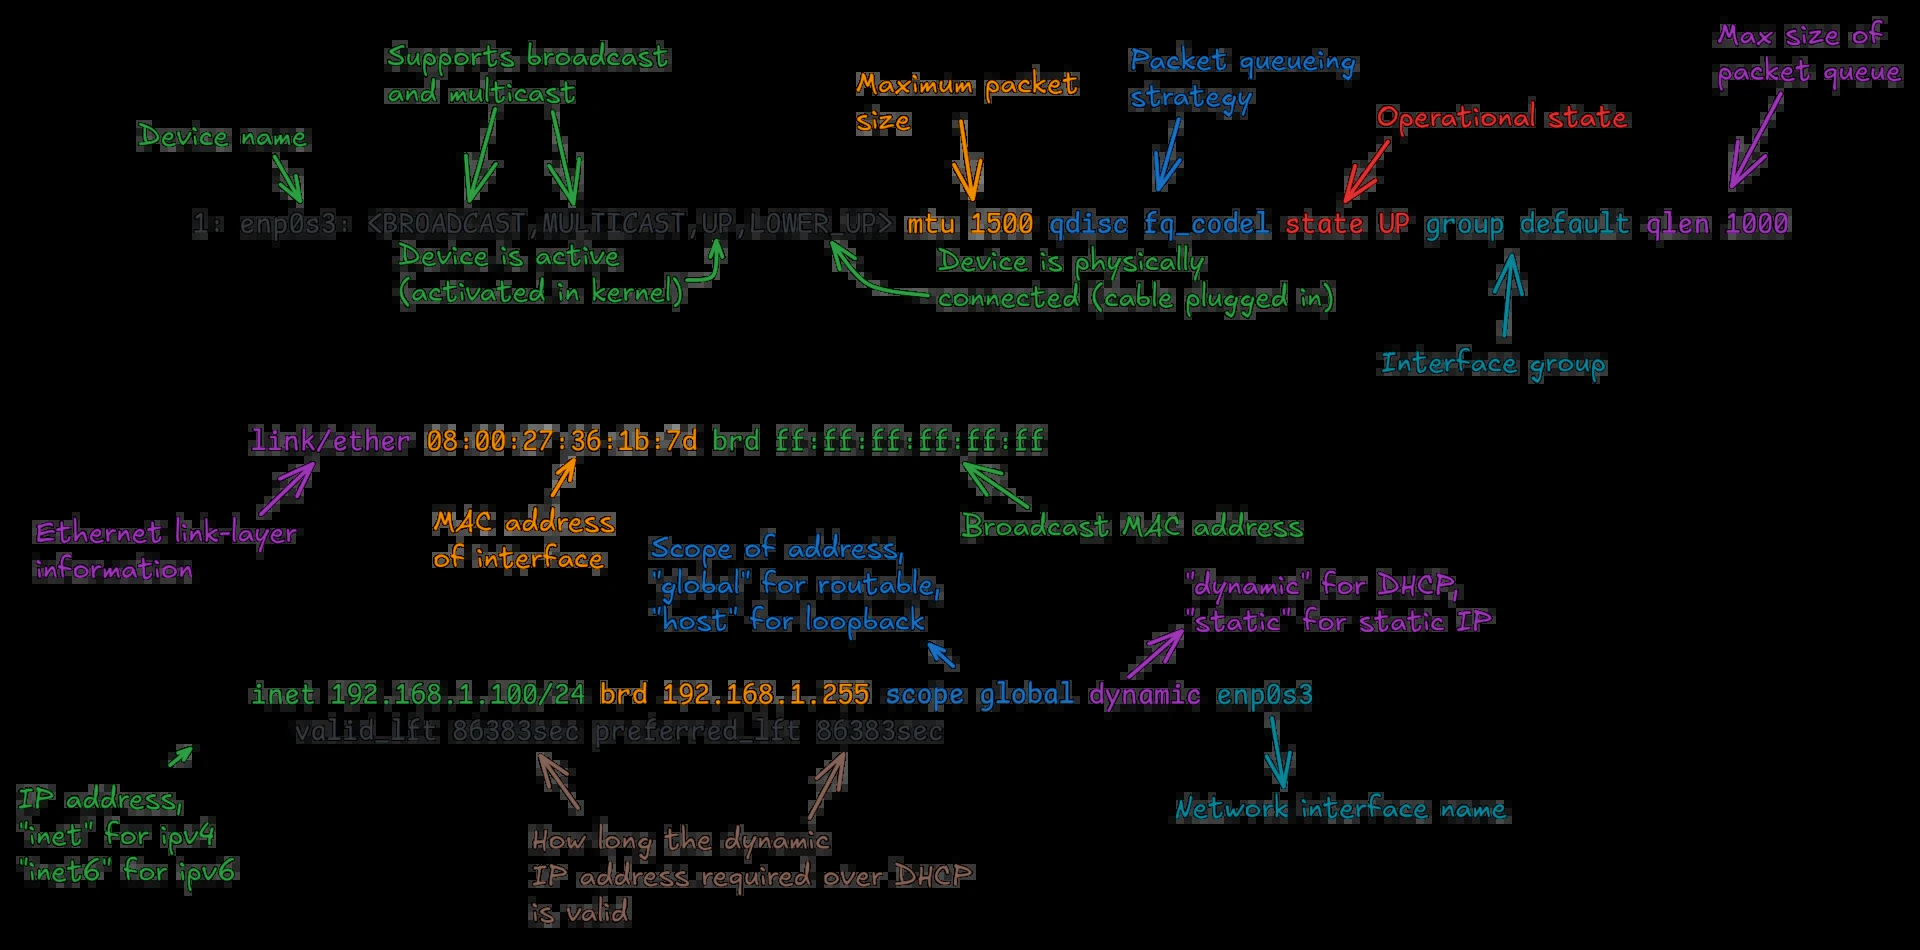 Max size of
packet queue
Supports broadcast
and multicast
Packet queueing
strategy
Maximum packet
size
Operational state
Device name
1: enp0s3: <BROADCAST,MULTICAST,UP,LOWER_UP> mtu 1500 qdisc fq_codel state UP group default qlen 1000
Device is active
(activated in kernel)
Device is physically
connected (cable plugged in)
Interface group
link/ether 08:00:27:36:1b:7d brd ff:ff:ff:ff:ff:ff
Ethernet link-layer
information
MAC address
of interface
Broadcast MAC address
Scope of address,
"global" for routable,
"host" for loopback
"dynamic" for DHCP,
"static" for static IP
inet 192.168.1.100/24 brd 192.168.1.255 scope global dynamic enp0s3
valid_lft 86383sec preferred_lft 86383sec
IP address,
"inet" for ipv4
"inet6" for ipv6
How long the dynamic
IP address required over DHCP
is valid
Network interface name